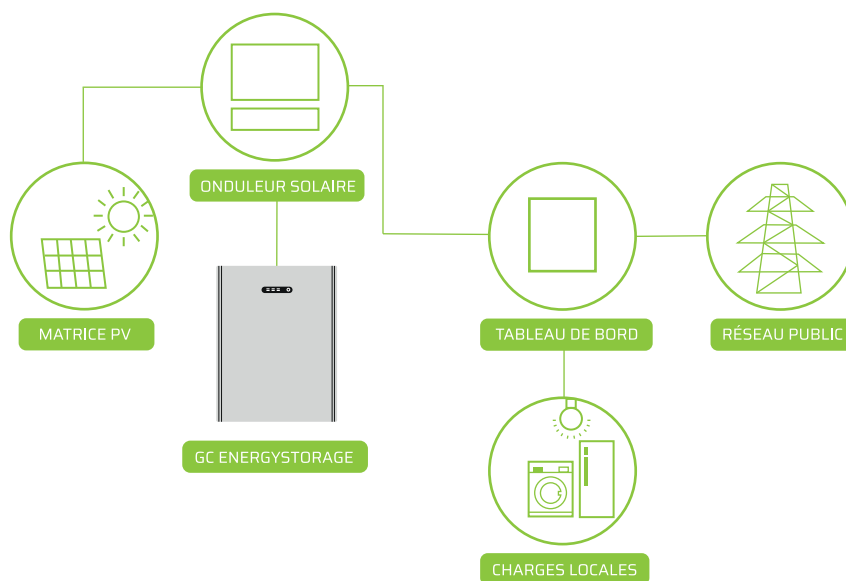 ONDULEUR SOLAIRE
MATRICE PV
TABLEAU DE BORD
RÉSEAU PUBLIC
GC ENERGYSTORAGE
CHARGES LOCALES